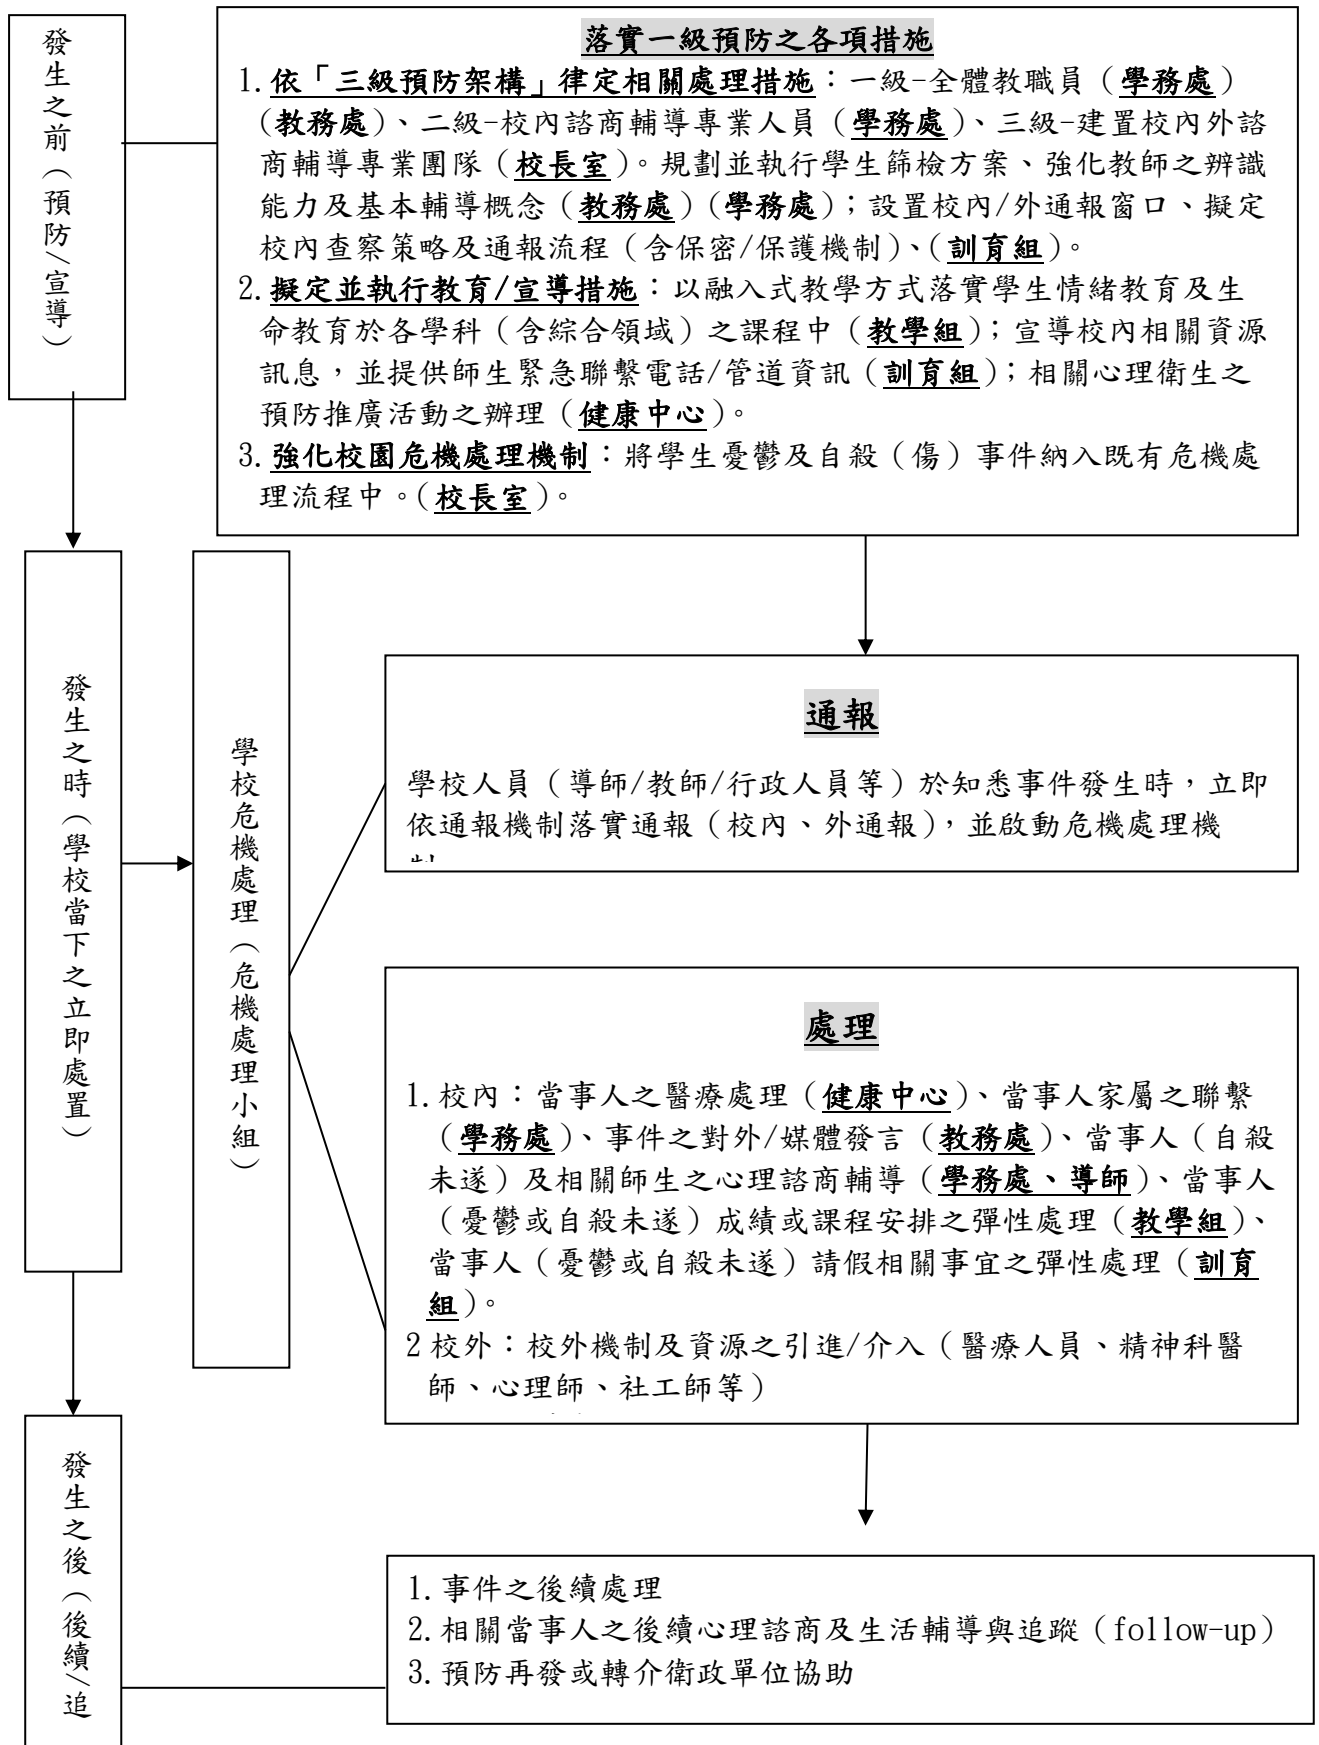 發生之前（預防/宣導）
落實一級預防之各項措施
1.依「三級預防架構」律定相關處理措施：一級-全體教職員（學務處）
(教務處)、二級-校內諮商輔導專業人員（學務處）、三級-建置校內外諮
商輔導專業團隊（校長室）。規劃並執行學生篩檢方案、強化教師之辨識
能力及基本輔導概念（教務處）(學務處)；設置校內/外通報窗口、擬定
校內查察策略及通報流程（含保密/保護機制）、(訓育組)。
2.擬定並執行教育/宣導措施：以融入式教學方式落實學生情緒教育及生
命教育於各學科（含綜合領域）之課程中（教學組）；宣導校內相關資源
訊息，並提供師生緊急聯繫電話/管道資訊（訓育組）；相關心理衛生之
預防推廣活動之辦理（健康中心）。
3.強化校園危機處理機制：將學生憂鬱及自殺（傷）事件納入既有危機處
理流程中。(校長室)。
發生之時（學校當下之立即處置）
學校危機處理（危機處理小組）
通報
學校人員（導師/教師/行政人員等）於知悉事件發生時，立即
依通報機制落實通報（校內、外通報），並啟動危機處理機
處理
1.校內：當事人之醫療處理（健康中心）、當事人家屬之聯繫
（學務處）、事件之對外/媒體發言（教務處）、當事人（自殺
未遂）及相關師生之心理諮商輔導（學務處、導師）、當事人
（憂鬱或自殺未遂）成績或課程安排之彈性處理（教學組）、
當事人（憂鬱或自殺未遂）請假相關事宜之彈性處理（訓育
組）。
2 校外：校外機制及資源之引進/介入（醫療人員、精神科醫
師、心理師、社工師等）
發生之後（後續/追
1.事件之後續處理
2.相關當事人之後續心理諮商及生活輔導與追蹤（follow-up）
3.預防再發或轉介衛政單位協助